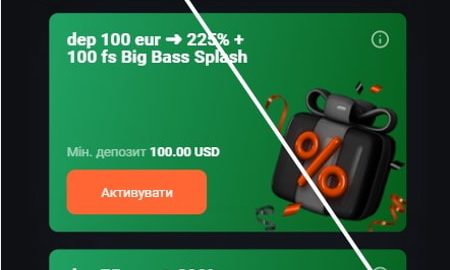 dep 100 eur ➔ 225% +
100 fs Big Bass Splash
Мін. депозит 100.00 USD
Активувати